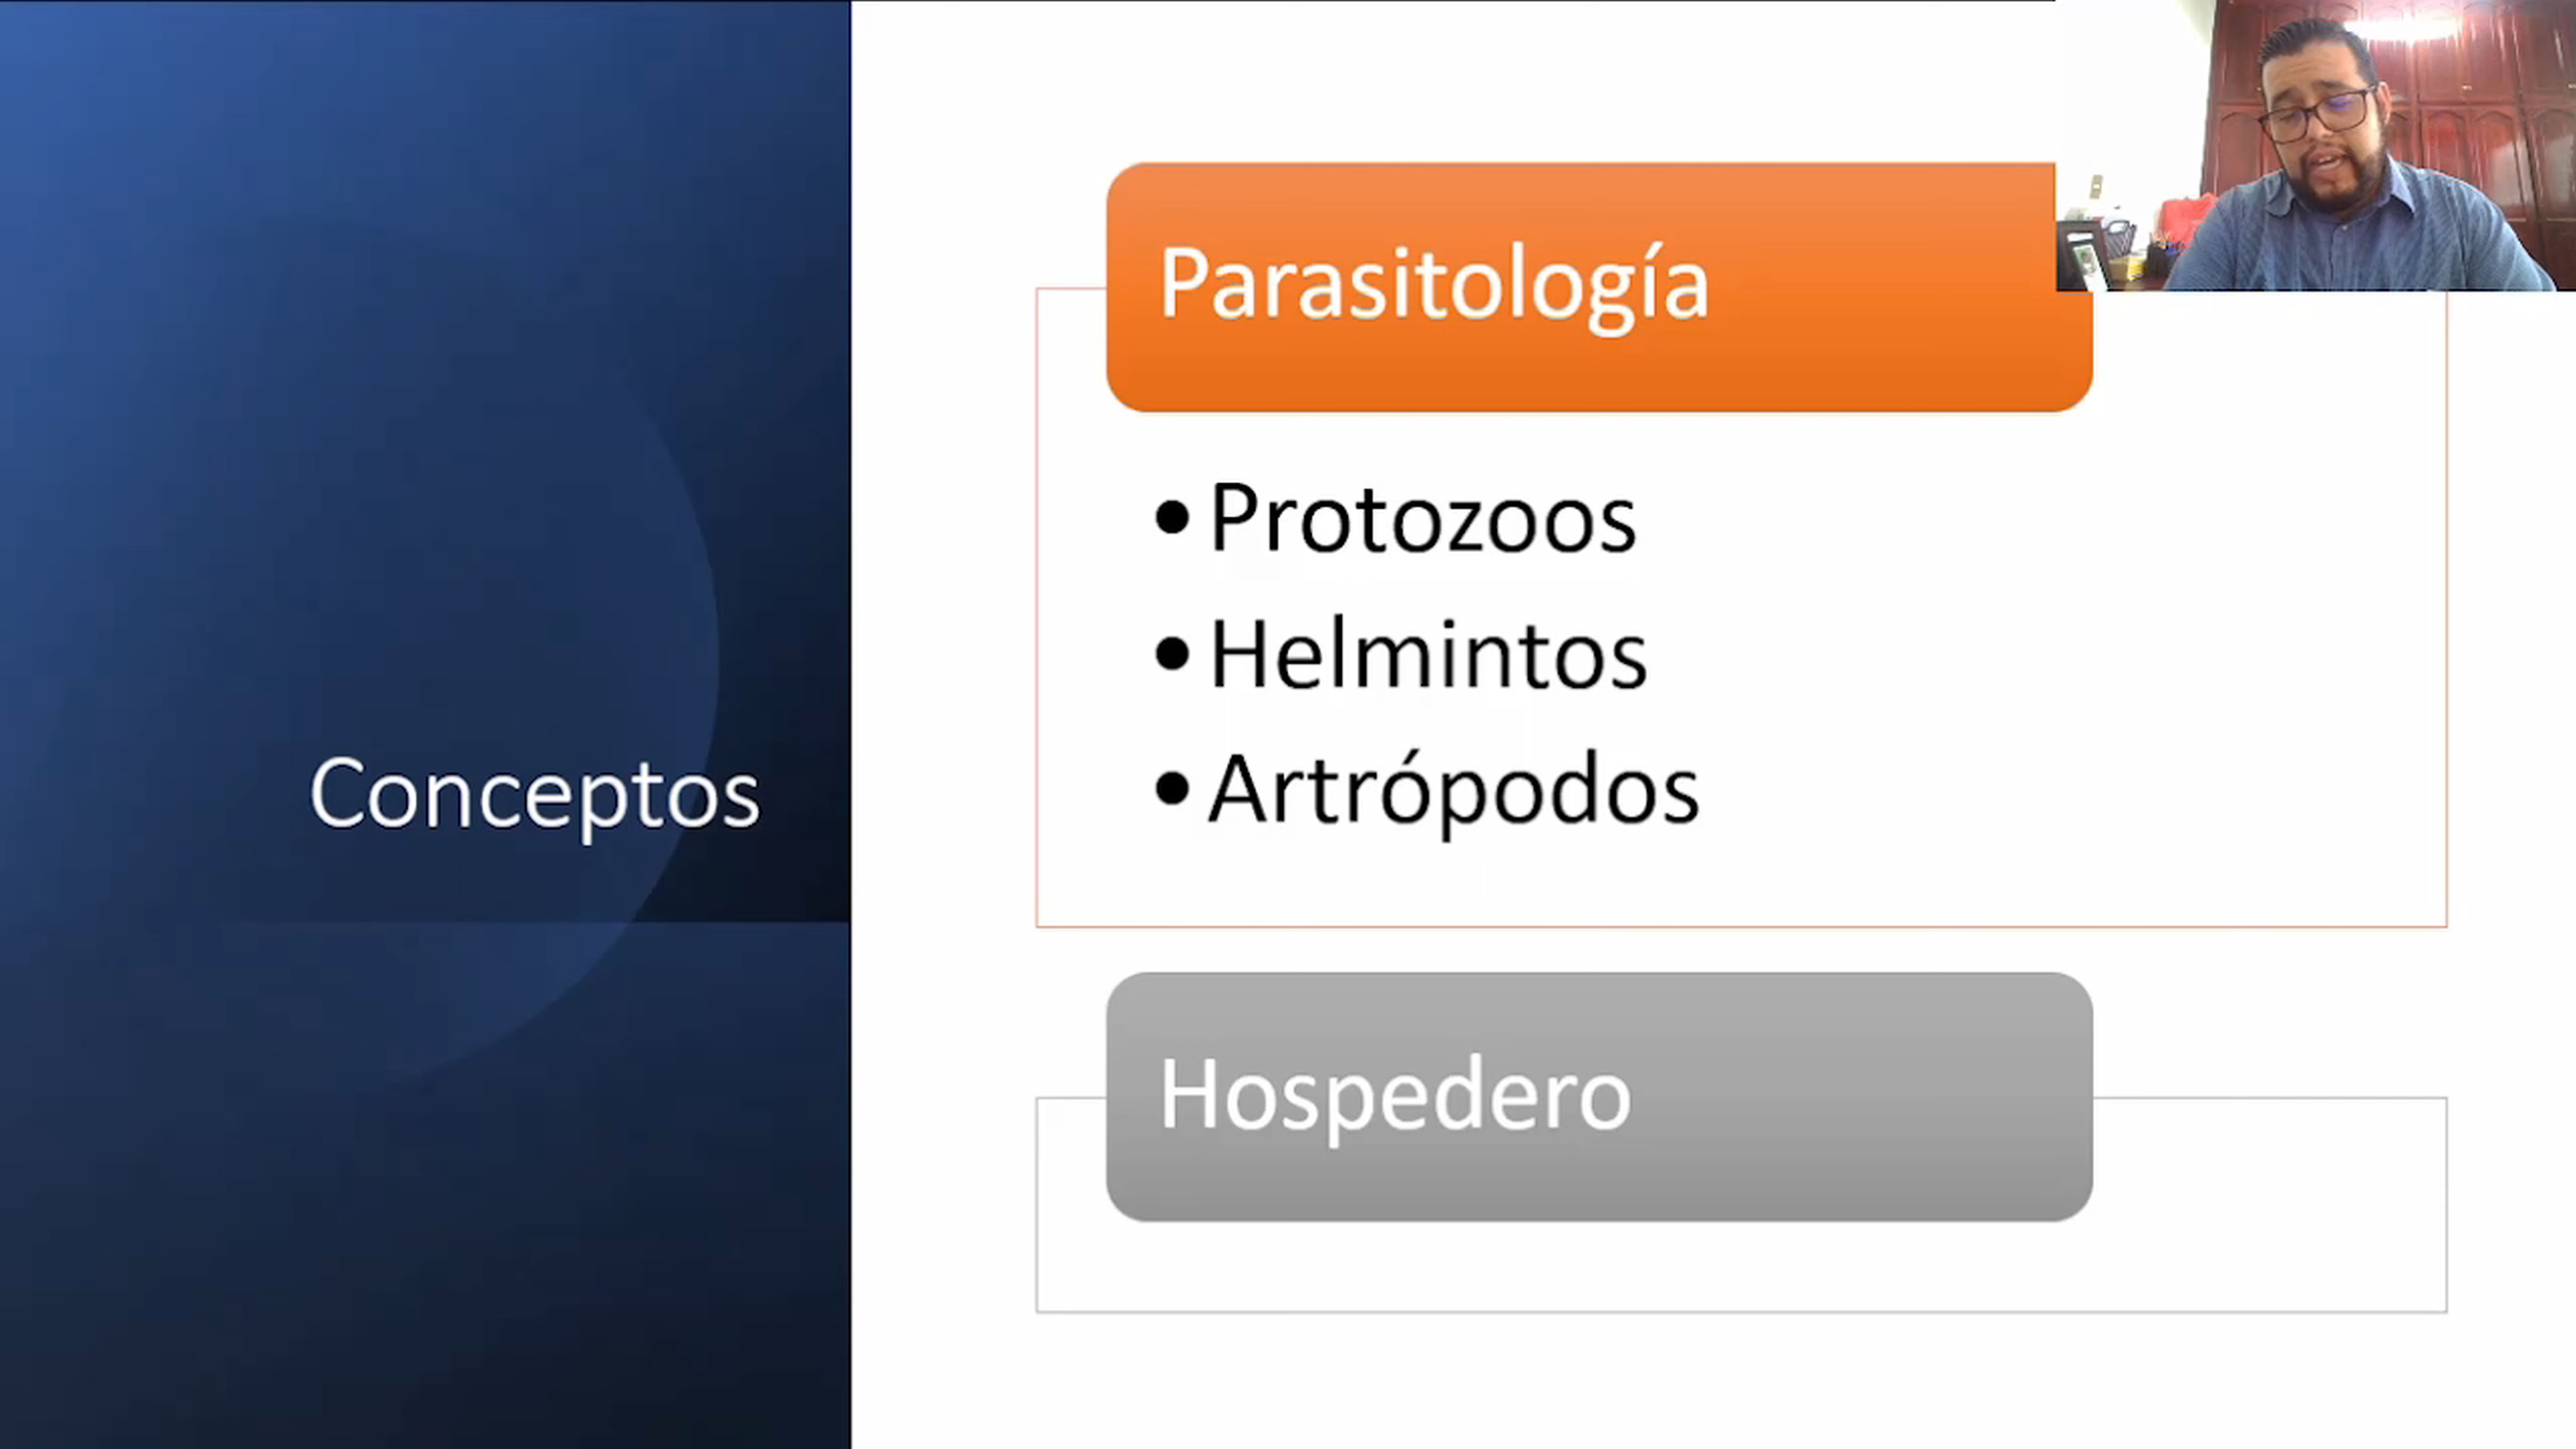 Conceptos
Parasitología
• Protozoos
• Helmintos
• Artrópodos
Hospedero